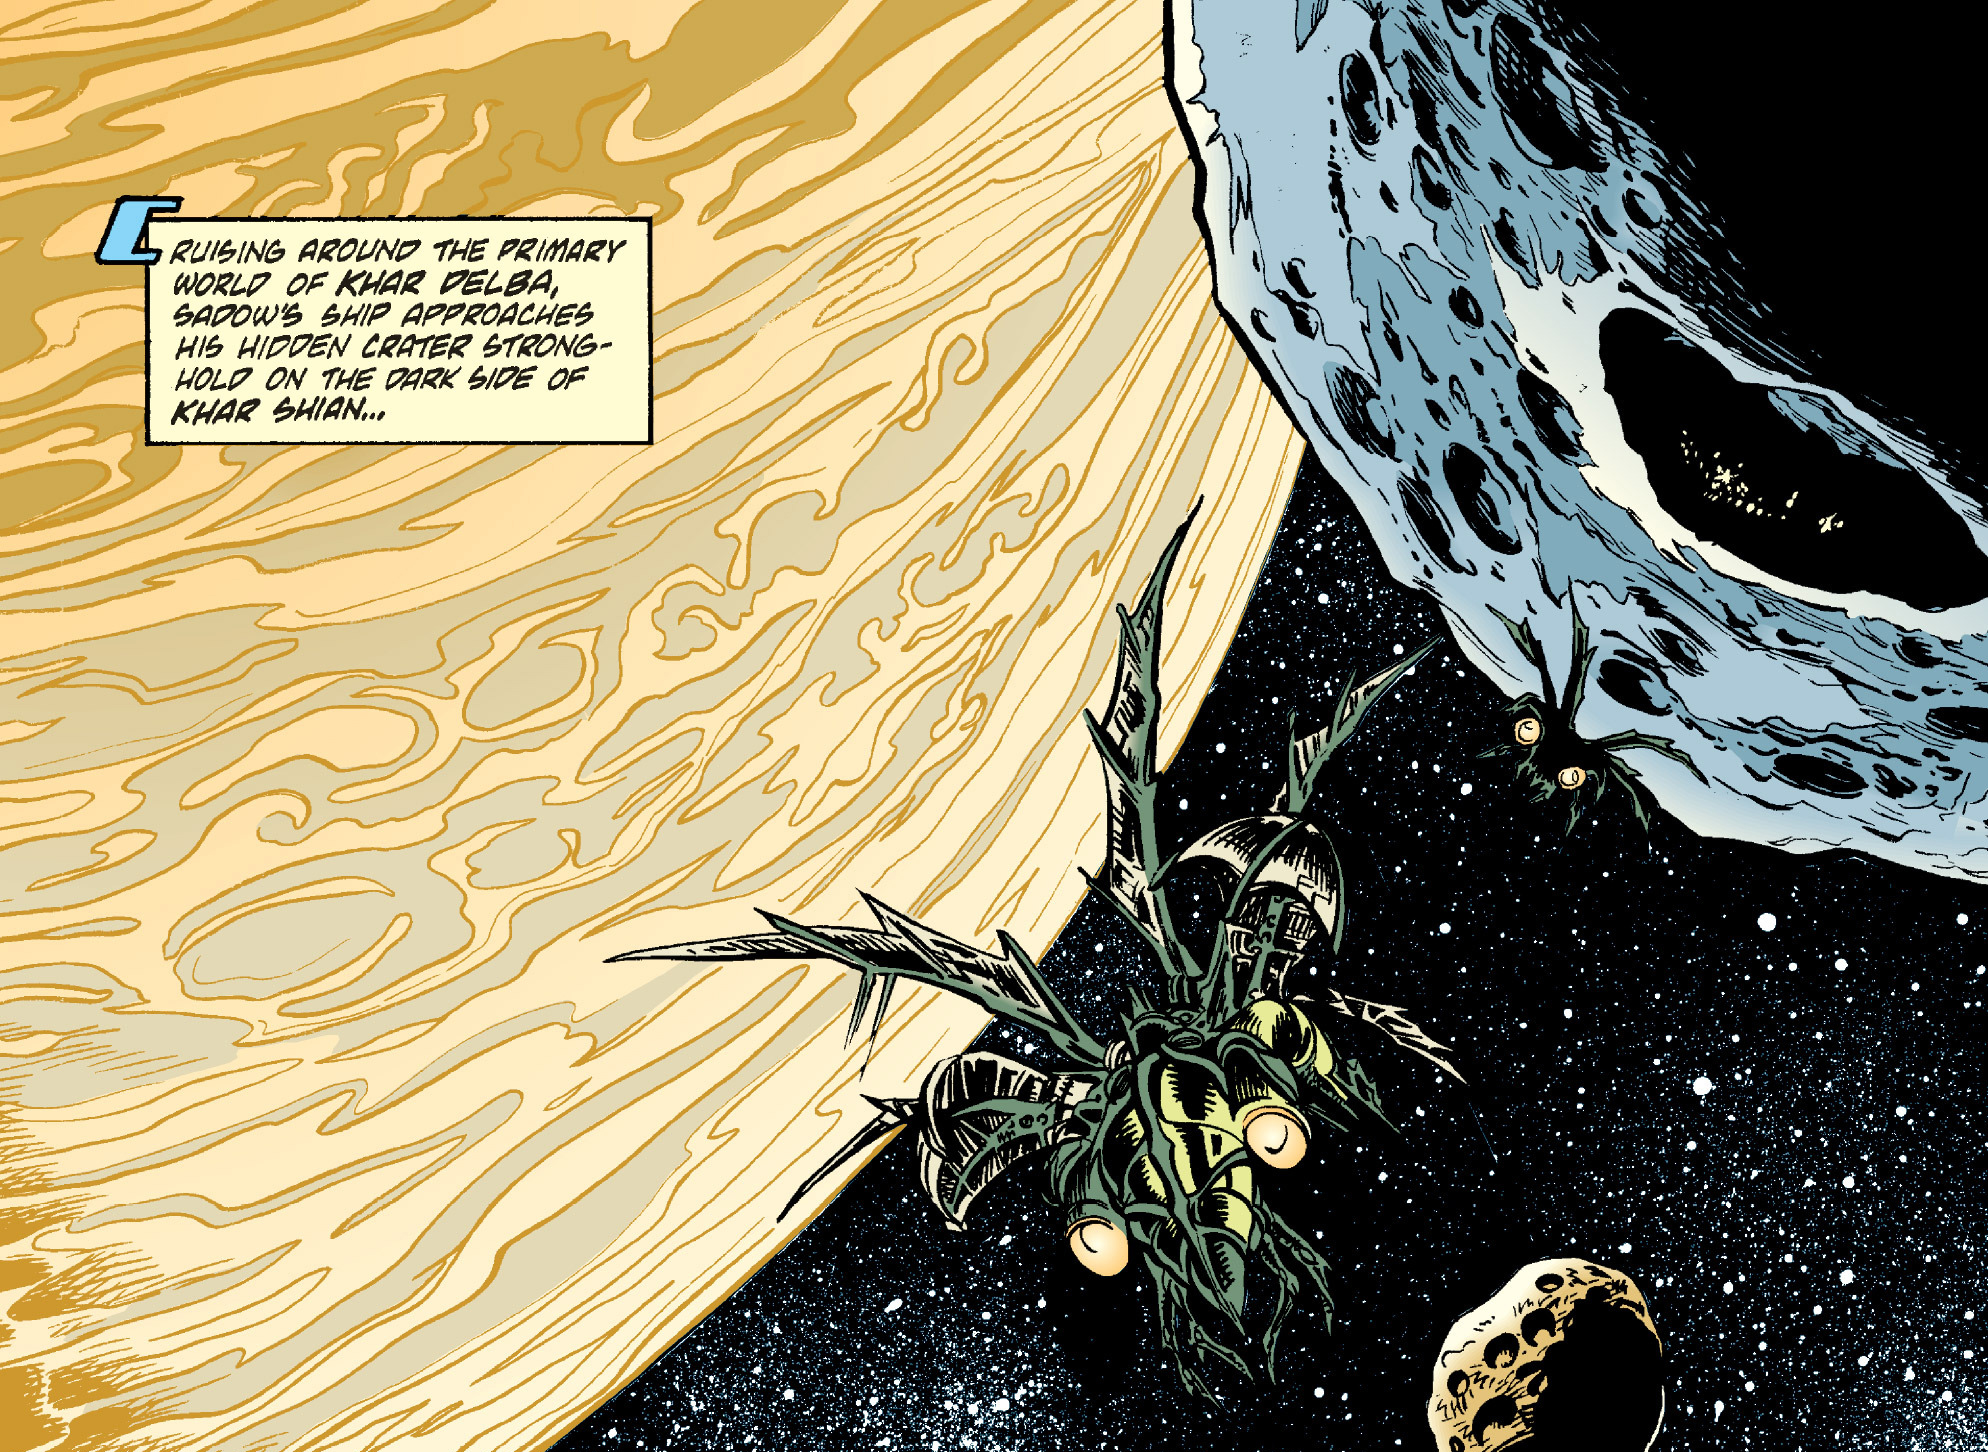 CRUISING AROUND THE PRIMARY
WORLD OF KHAR DELBA,
SADOW'S SHIP APPROACHES
HIS HIDDEN CRATER STRONG-
HOLD ON THE DARK SIDE OF
KHAR SHIAN...